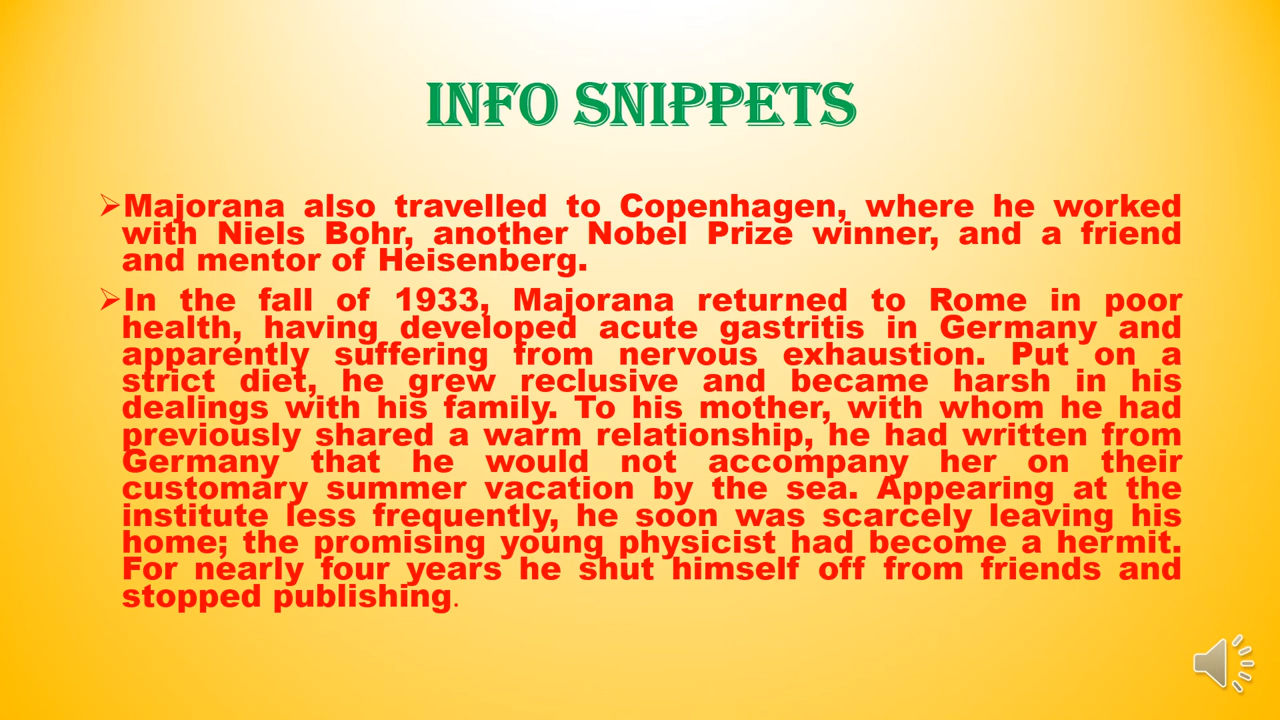 INFO SNIPPETS
➢Majorana also travelled to Copenhagen, where he worked
with Niels Bohr, another Nobel Prize winner, and a friend
and mentor of Heisenberg.
➢In the fall of 1933, Majorana returned to Rome in poor
health, having developed acute gastritis in Germany and
apparently suffering from nervous exhaustion. Put on a
strict diet, he grew reclusive and became harsh in his
dealings with his family. To his mother, with whom he had
previously shared a warm relationship, he had written from
Germany that he would not accompany her on their
customary summer vacation by the sea. Appearing at the
institute less frequently, he soon was scarcely leaving his
home; the promising young physicist had become a hermit.
For nearly four years he shut himself off from friends and
stopped publishing.